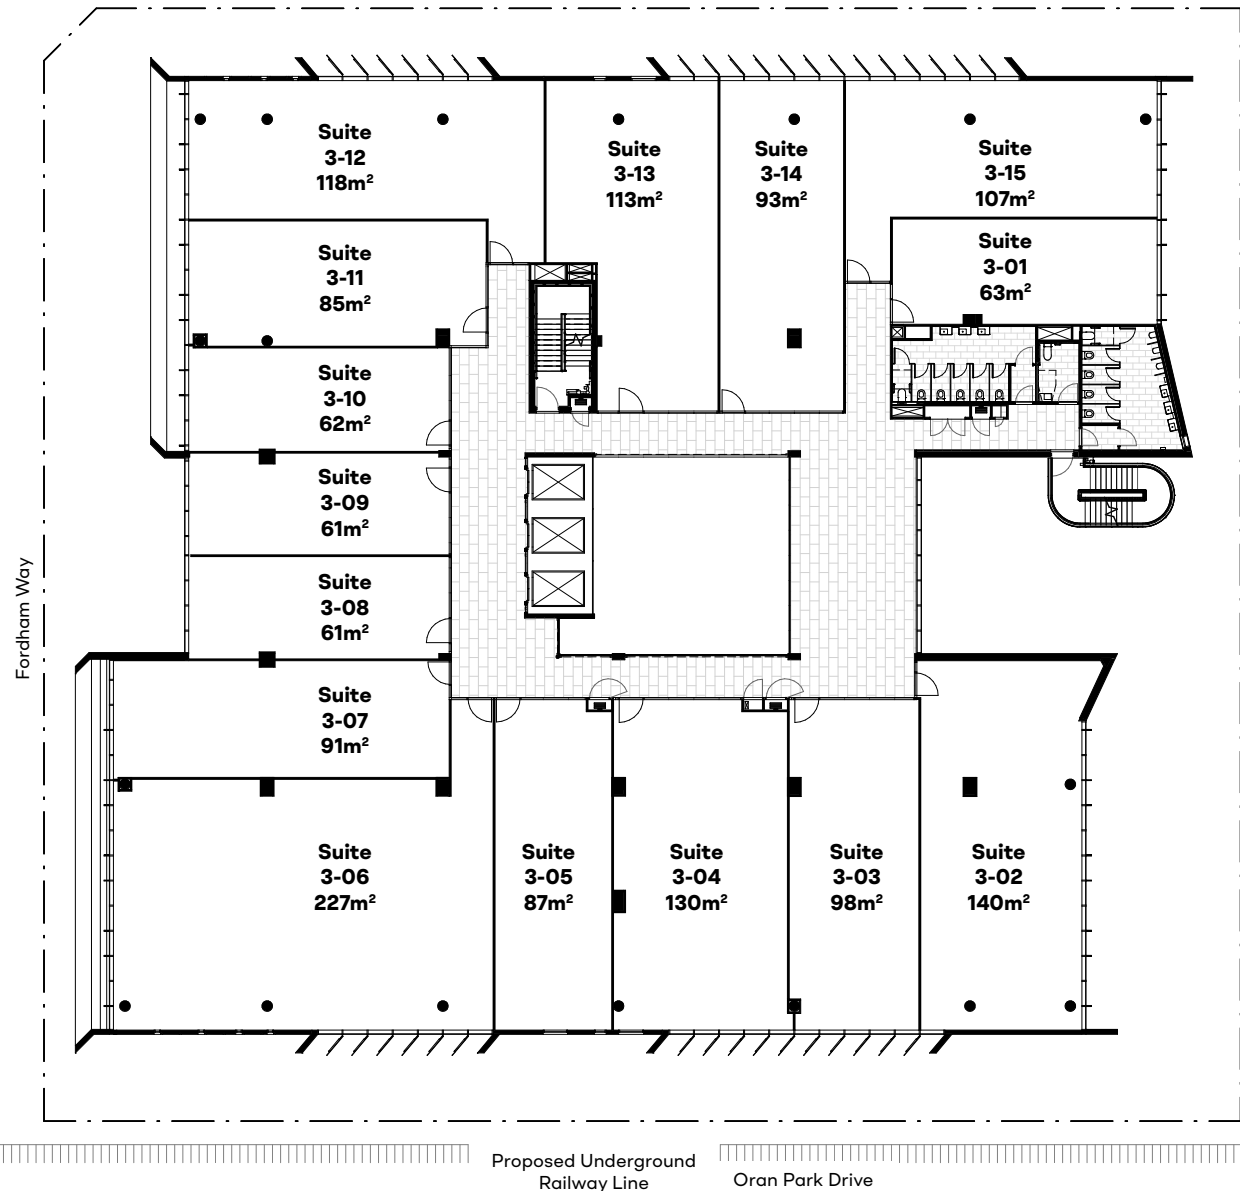 Suite
3-12
118m²
Suite
3-13
113m²
Suite
3-14
93m²
Suite
3-15
107m²
Suite
3-11
85m²
Suite
3-01
63m²
Suite
3-10
62m²
Suite
3-09
61m²
Suite
3-08
61m²
Fordham Way
Suite
3-07
91m²
Suite
3-06
227m²
Suite
3-05
87m²
Suite
3-04
130m²
Suite
3-03
98m²
Suite
3-02
140m²
Proposed Underground
Railway Line
Oran Park Drive